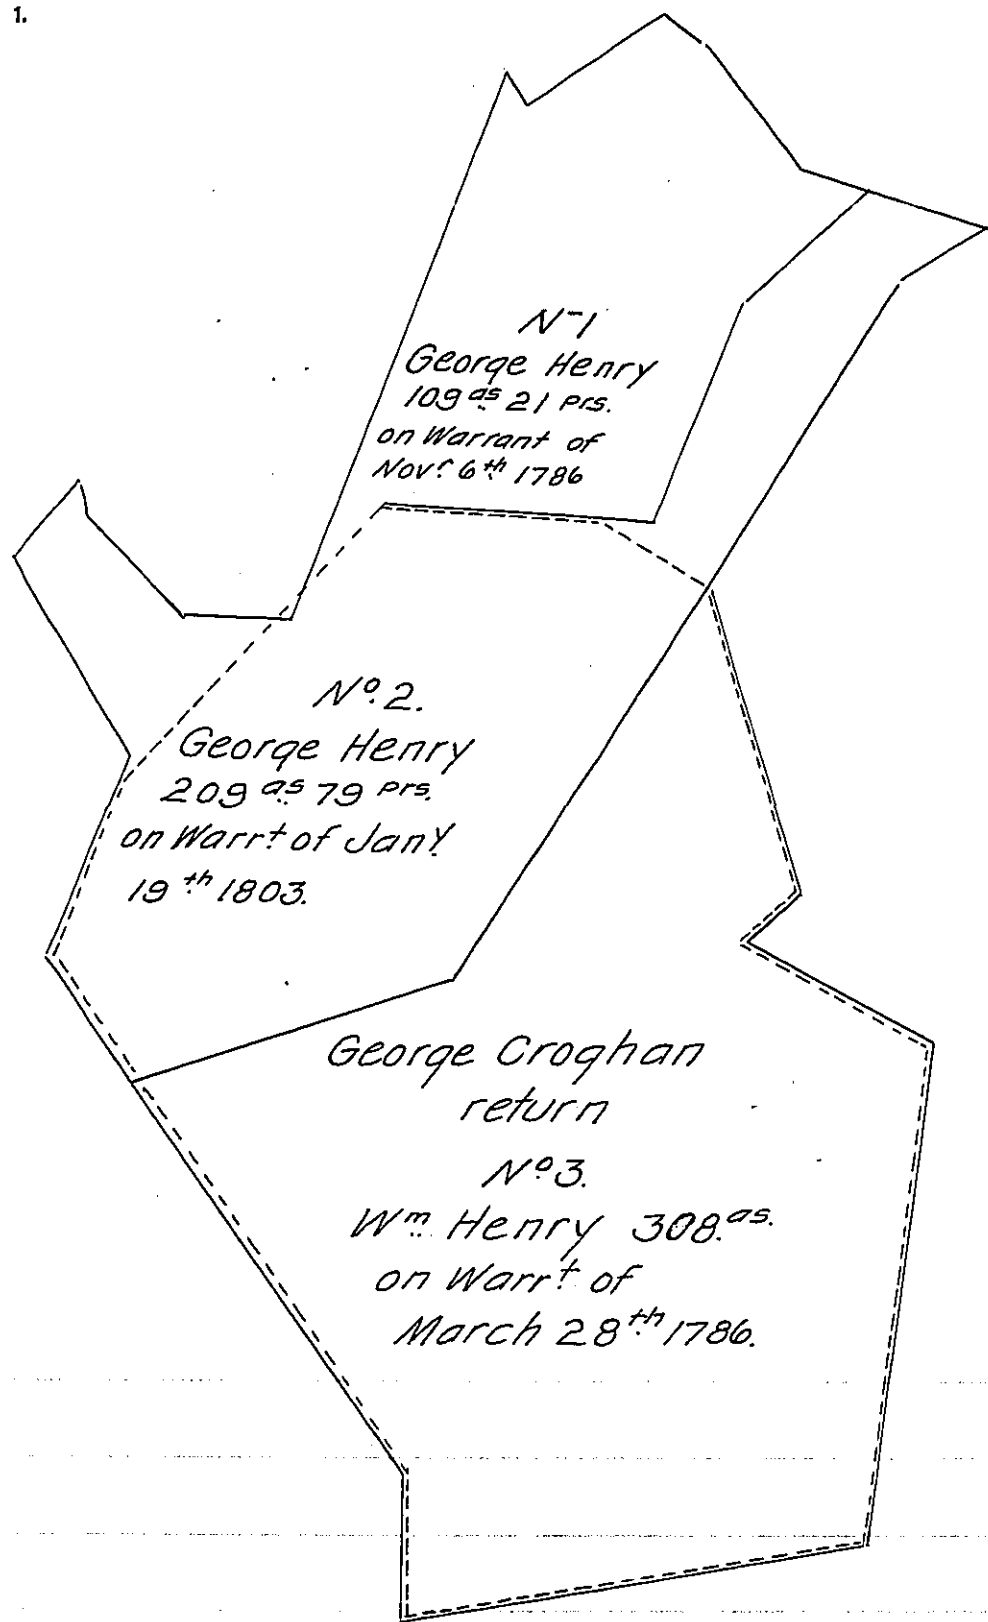 1.
N-1
George Henry
109 as 21 Prs.
on Warrant of
Novr 6th 1786
No. 2.
George Henry
209 as 79 Prs.
on Warrt of Jany
19th 1803.
George Croghan
return
No 3.
Wm Henry 308. as.
on Warrt of
March 28th 1786.